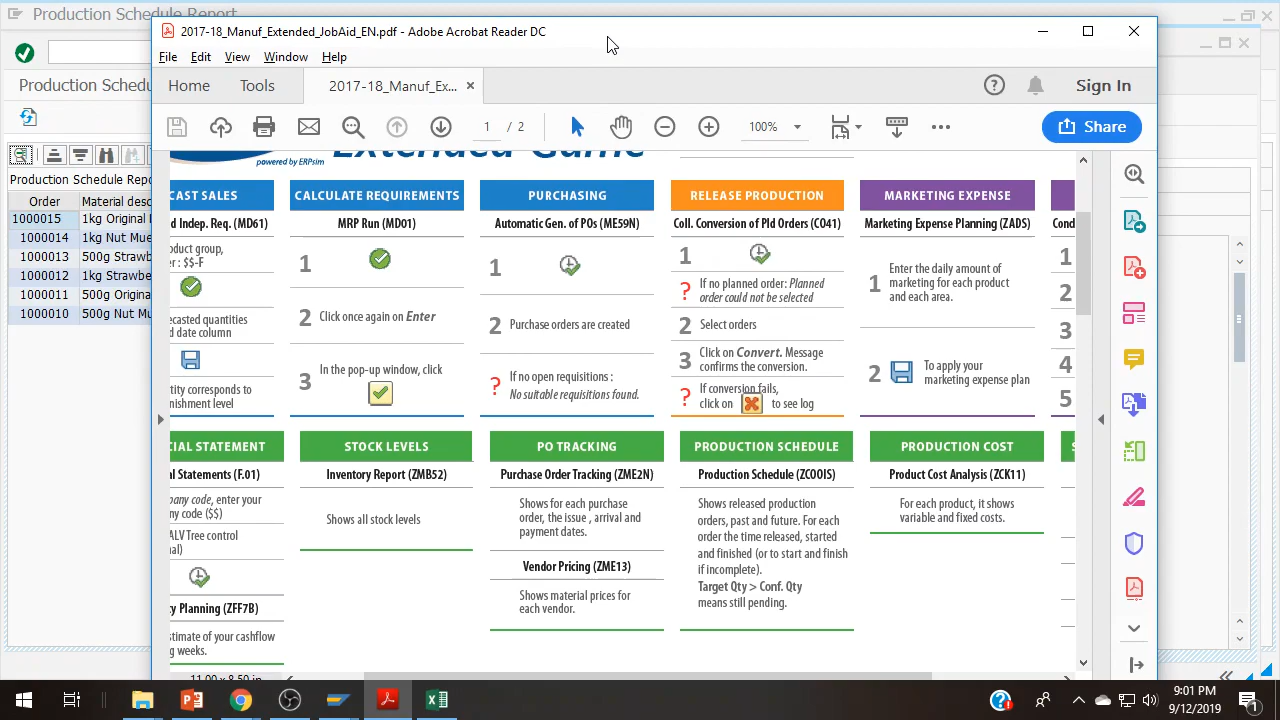 Production Schedule Report
2017-18_Manuf_Extended_JobAid_EN.pdf - Adobe Acrobat Reader DC
File Edit View Window Help
Production Schedu
Home Tools 2017-18_Manuf_Ex... × Sign In
1 / 2 100% Share
powered by ERPsim Extended Game
Production Schedule Repo
Order Material desc
1000015 1kg Original
1000014 1kg Nut Mue
1000013 500g Strawb
1000012 1kg Strawbe
1000011 500g Origina
1000010 500g Nut Mu
CAST SALES
d Indep. Req. (MD61)
oduct group,
er : $$-F
ecasted quantities
d date column
tity corresponds to
nishment level
CALCULATE REQUIREMENTS
MRP Run (MD01)
1
2 Click once again on Enter
3 In the pop-up window, click
PURCHASING
Automatic Gen. of POs (ME59N)
1
2 Purchase orders are created
? If no open requisitions :
No suitable requisitions found.
RELEASE PRODUCTION
Coll. Conversion of Pld Orders (CO41)
1
? If no planned order: Planned
order could not be selected
2 Select orders
3 Click on Convert. Message
confirms the conversion.
? If conversion fails,
click on to see log
MARKETING EXPENSE
Marketing Expense Planning (ZADS)
1 Enter the daily amount of
marketing for each product
and each area.
2 To apply your
marketing expense plan
Cond
1
2
3
4
5
CIAL STATEMENT
al Statements (F.01)
pany code, enter your
ny code ($$)
ALV Tree control
nal)
ty Planning (ZFF7B)
stimate of your cashflow
g weeks.
STOCK LEVELS
Inventory Report (ZMB52)
Shows all stock levels
PO TRACKING
Purchase Order Tracking (ZME2N)
Shows for each purchase
order, the issue , arrival and
payment dates.
Vendor Pricing (ZME13)
Shows material prices for
each vendor.
PRODUCTION SCHEDULE
Production Schedule (ZCOOIS)
Shows released production
orders, past and future. For each
order the time released, started
and finished (or to start and finish
if incomplete).
Target Qty > Conf. Qty
means still pending.
PRODUCTION COST
Product Cost Analysis (ZCK11)
For each product, it shows
variable and fixed costs.
11.00 x 8.50 in
9:01 PM
9/12/2019
1